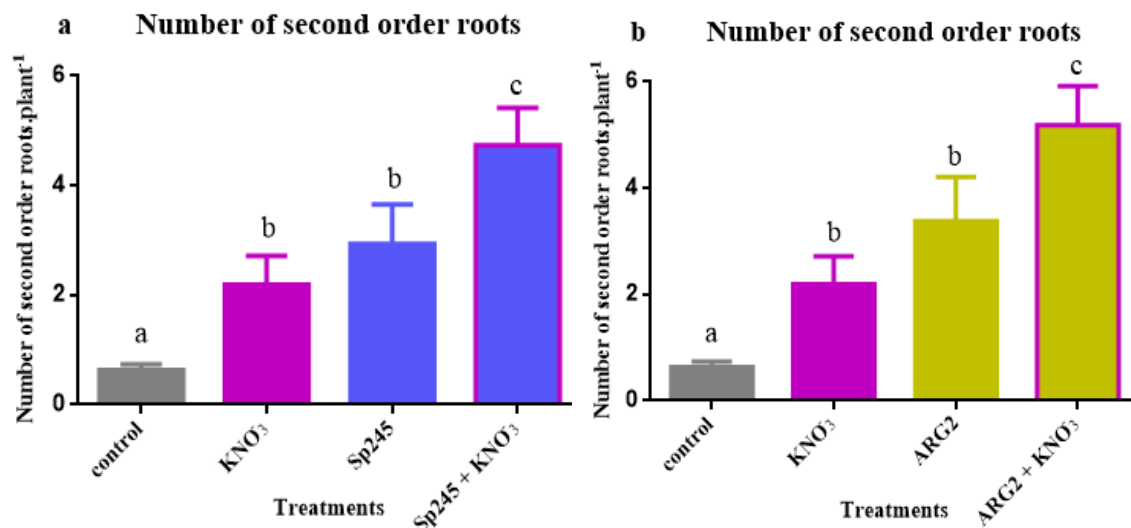 a Number of second order roots
Number of second order roots.plant⁻¹
6
4
2
0
a
b
b
c
control
KNO₃
Sp245
Sp245 + KNO₃
Treatments
b Number of second order roots
Number of second order roots.plant⁻¹
6
4
2
0
a
b
b
c
control
KNO₃
ARG2
ARG2 + KNO₃
Treatments